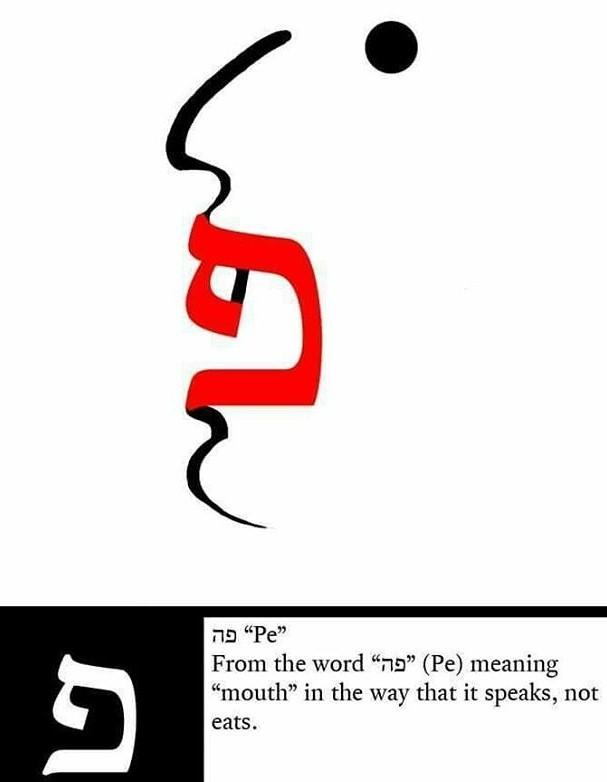 פ
פ
פה “Pe”
From the word “פה” (Pe) meaning
“mouth” in the way that it speaks, not
eats.